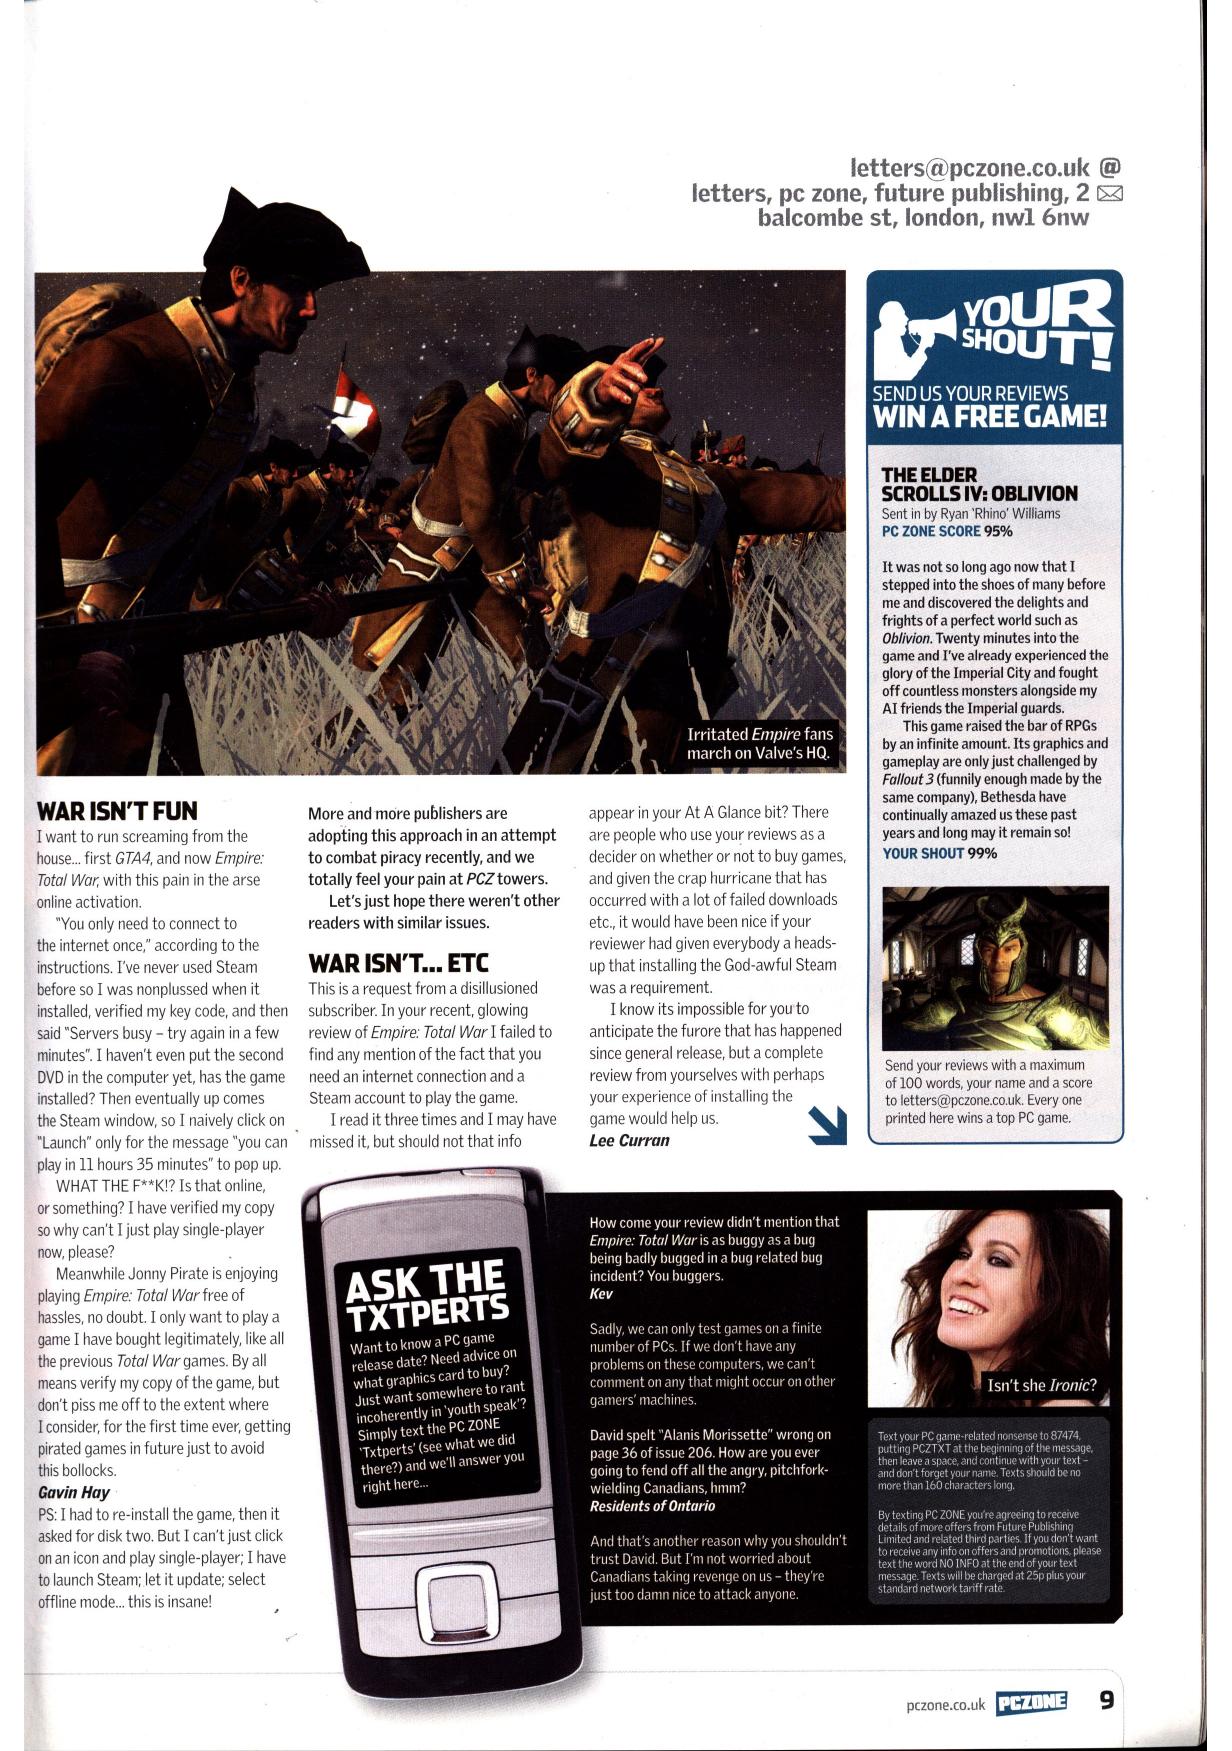 letters@pczone.co.uk @
letters, pc zone, future publishing, 2
balcombe st, london, nw1 6nw
Irritated Empire fans
march on Valve's HQ.
WAR ISN'T FUN
I want to run screaming from the
house... first GTA4, and now Empire:
Total War, with this pain in the arse
online activation.
"You only need to connect to
the internet once," according to the
instructions. I've never used Steam
before so I was nonplussed when it
installed, verified my key code, and then
said "Servers busy – try again in a few
minutes". I haven't even put the second
DVD in the computer yet, has the game
installed? Then eventually up comes
the Steam window, so I naively click on
"Launch" only for the message "you can
play in 11 hours 35 minutes" to pop up.
WHAT THE F**K!? Is that online,
or something? I have verified my copy
so why can't I just play single-player
now, please?
Meanwhile Jonny Pirate is enjoying
playing Empire: Total War free of
hassles, no doubt. I only want to play a
game I have bought legitimately, like all
the previous Total War games. By all
means verify my copy of the game, but
don't piss me off to the extent where
I consider, for the first time ever, getting
pirated games in future just to avoid
this bollocks.
Gavin Hay
PS: I had to re-install the game, then it
asked for disk two. But I can't just click
on an icon and play single-player; I have
to launch Steam; let it update; select
offline mode... this is insane!
More and more publishers are
adopting this approach in an attempt
to combat piracy recently, and we
totally feel your pain at PCZ towers.
Let's just hope there weren't other
readers with similar issues.
WAR ISN'T... ETC
This is a request from a disillusioned
subscriber. In your recent, glowing
review of Empire: Total War I failed to
find any mention of the fact that you
need an internet connection and a
Steam account to play the game.
I read it three times and I may have
missed it, but should not that info
appear in your At A Glance bit? There
are people who use your reviews as a
decider on whether or not to buy games,
and given the crap hurricane that has
occurred with a lot of failed downloads
etc., it would have been nice if your
reviewer had given everybody a heads-
up that installing the God-awful Steam
was a requirement.
I know its impossible for you to
anticipate the furore that has happened
since general release, but a complete
review from yourselves with perhaps
your experience of installing the
game would help us.
Lee Curran
YOUR
SHOUT!
SEND US YOUR REVIEWS
WIN A FREE GAME!
THE ELDER
SCROLLS IV: OBLIVION
Sent in by Ryan 'Rhino' Williams
PC ZONE SCORE 95%
It was not so long ago now that I
stepped into the shoes of many before
me and discovered the delights and
frights of a perfect world such as
Oblivion. Twenty minutes into the
game and I've already experienced the
glory of the Imperial City and fought
off countless monsters alongside my
AI friends the Imperial guards.
This game raised the bar of RPGs
by an infinite amount. Its graphics and
gameplay are only just challenged by
Fallout 3 (funnily enough made by the
same company), Bethesda have
continually amazed us these past
years and long may it remain so!
YOUR SHOUT 99%
Send your reviews with a maximum
of 100 words, your name and a score
to letters@pczone.co.uk. Every one
printed here wins a top PC game.
ASK THE
TXTPERTS
Want to know a PC game
release date? Need advice on
what graphics card to buy?
Just want somewhere to rant
incoherently in 'youth speak'?
Simply text the PC ZONE
'Txtperts' (see what we did
there?) and we'll answer you
right here...
How come your review didn't mention that
Empire: Total War is as buggy as a bug
being badly bugged in a bug related bug
incident? You buggers.
Kev
Sadly, we can only test games on a finite
number of PCs. If we don't have any
problems on these computers, we can't
comment on any that might occur on other
gamers' machines.
David spelt "Alanis Morissette" wrong on
page 36 of issue 206. How are you ever
going to fend off all the angry, pitchfork-
wielding Canadians, hmm?
Residents of Ontario
And that's another reason why you shouldn't
trust David. But I'm not worried about
Canadians taking revenge on us – they're
just too damn nice to attack anyone.
Isn't she Ironic?
Text your PC game-related nonsense to 87474,
putting PCZTXT at the beginning of the message,
then leave a space, and continue with your text –
and don't forget your name. Texts should be no
more than 160 characters long.
By texting PC ZONE you're agreeing to receive
details of more offers from Future Publishing
Limited and related third parties. If you don't want
to receive any info on offers and promotions, please
text the word NO INFO at the end of your text
message. Texts will be charged at 25p plus your
standard network tariff rate.
pczone.co.uk PCZONE 9